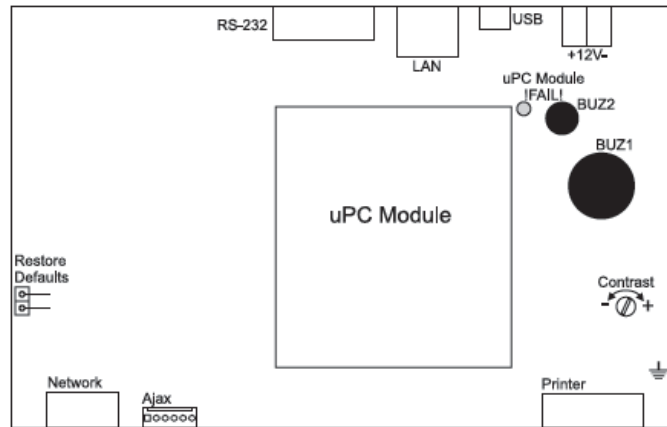 RS-232
LAN
USB
+12V-
uPC Module
!FAIL!
BUZ2
BUZ1
uPC Module
Restore
Defaults
Contrast
- +
Network
Ajax
Printer